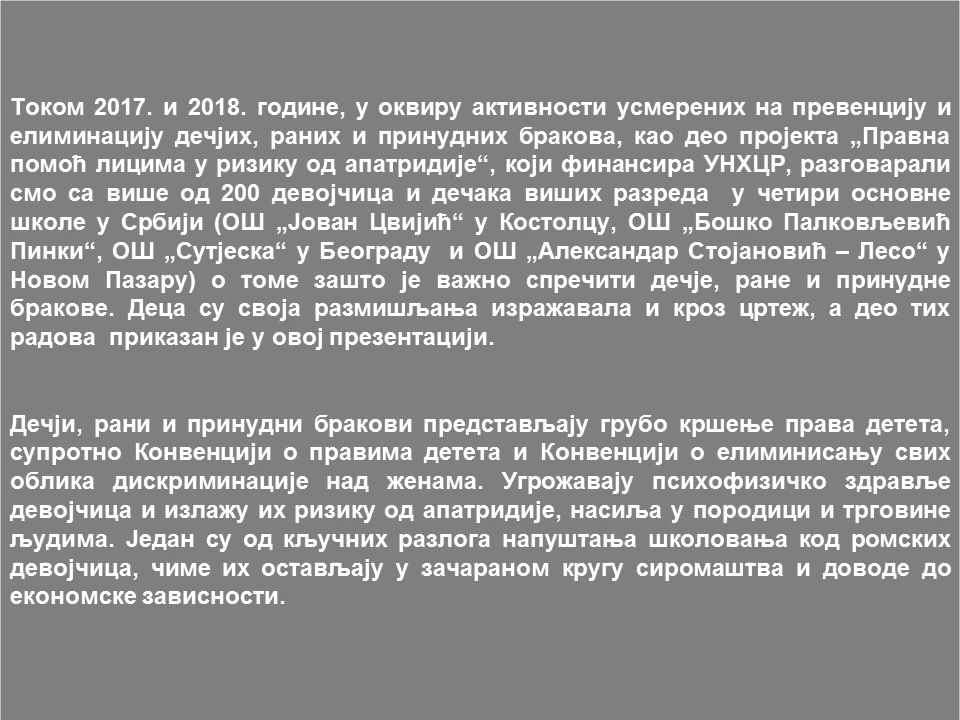 Током 2017. и 2018. године, у оквиру активности усмерених на превенцију и
елиминацију дечјих, раних и принудних бракова, као део пројекта „Правна
помоћ лицима у ризику од апатридије“, који финансира УНХЦР, разговарали
смо са више од 200 девојчица и дечака виших разреда у четири основне
школе у Србији (ОШ „Јован Цвијић“ у Костолцу, ОШ „Бошко Палковљевић
Пинки“, ОШ „Сутјеска“ у Београду и ОШ „Александар Стојановић – Лесо“ у
Новом Пазару) о томе зашто је важно спречити дечје, ране и принудне
бракове. Деца су своја размишљања изражавала и кроз цртеж, а део тих
радова приказан је у овој презентацији.
Дечји, рани и принудни бракови представљају грубо кршење права детета,
супротно Конвенцији о правима детета и Конвенцији о елиминисању свих
облика дискриминације над женама. Угрожавају психофизичко здравље
девојчица и излажу их ризику од апатридије, насиља у породици и трговине
људима. Један су од кључних разлога напуштања школовања код ромских
девојчица, чиме их остављају у зачараном кругу сиромаштва и доводе до
економске зависности.